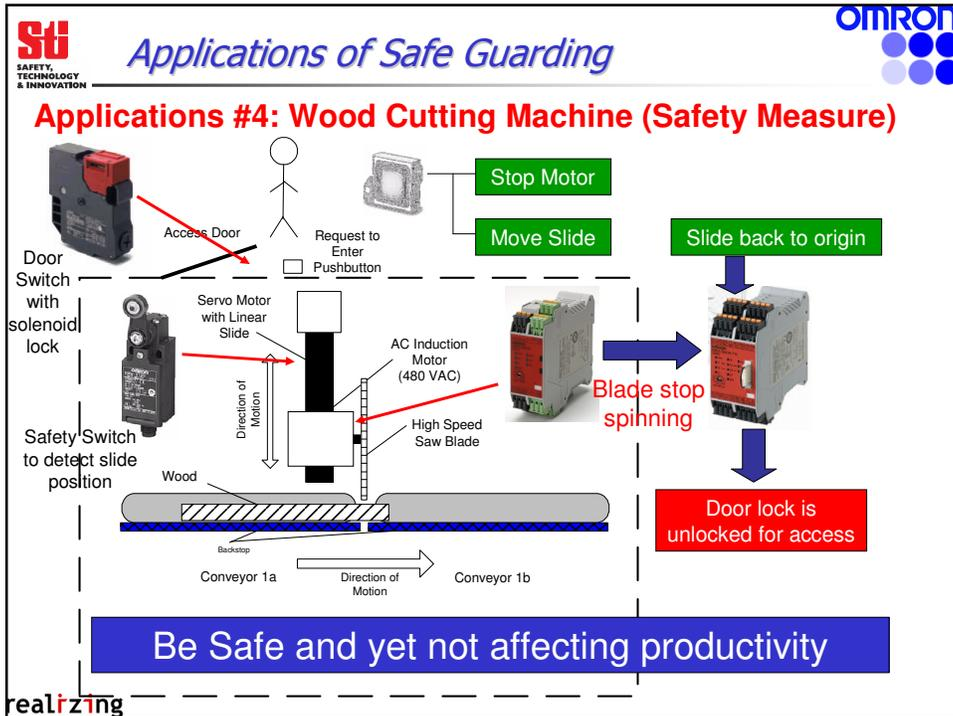 STI
SAFETY,
TECHNOLOGY
& INNOVATION
Applications of Safe Guarding
OMRON
Applications #4: Wood Cutting Machine (Safety Measure)
Stop Motor
Move Slide
Slide back to origin
Access Door
Request to
Enter
Pushbutton
Door
Switch
with
solenoid
lock
Servo Motor
with Linear
Slide
AC Induction
Motor
(480 VAC)
Direction of
Motion
High Speed
Saw Blade
Blade stop
spinning
Safety Switch
to detect slide
position
Wood
Door lock is
unlocked for access
Backstop
Conveyor 1a
Direction of
Motion
Conveyor 1b
Be Safe and yet not affecting productivity
realizing